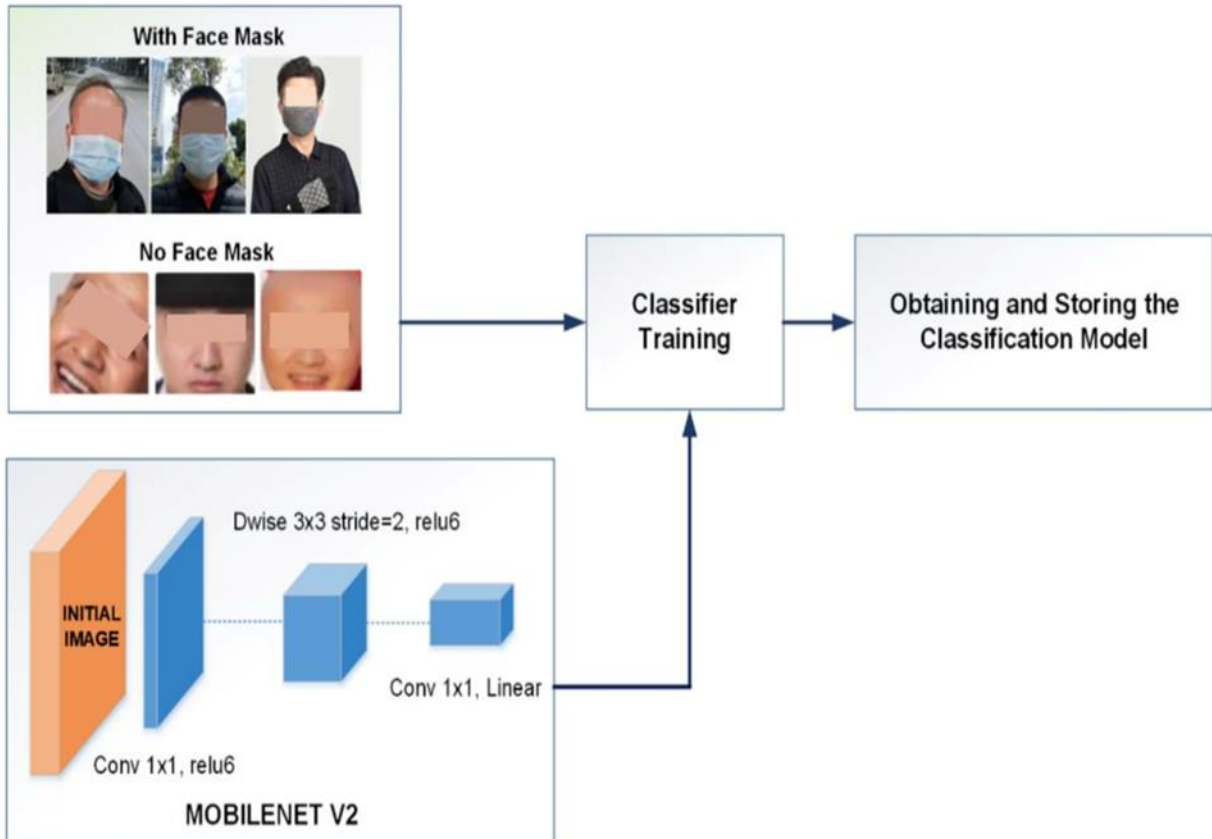 With Face Mask
No Face Mask
Classifier
Training
Obtaining and Storing the
Classification Model
Dwise 3x3 stride=2, relu6
INITIAL
IMAGE
Conv 1x1, Linear
Conv 1x1, relu6
MOBILENET V2